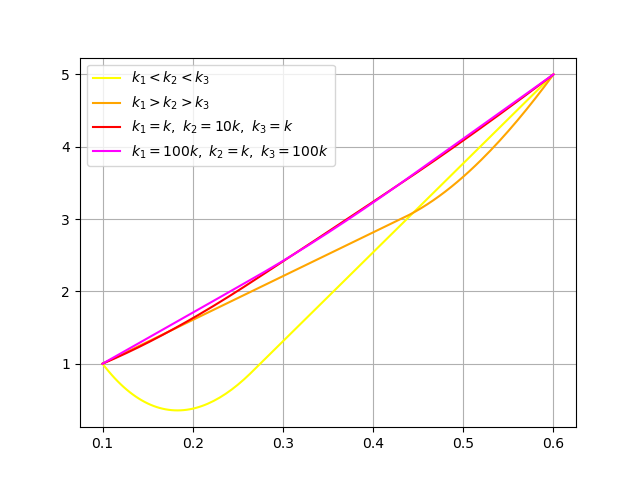 5
4
3
2
1
k₁ < k₂ < k₃
k₁ > k₂ > k₃
k₁ = k, k₂ = 10k, k₃ = k
k₁ = 100k, k₂ = k, k₃ = 100k
0.1 0.2 0.3 0.4 0.5 0.6